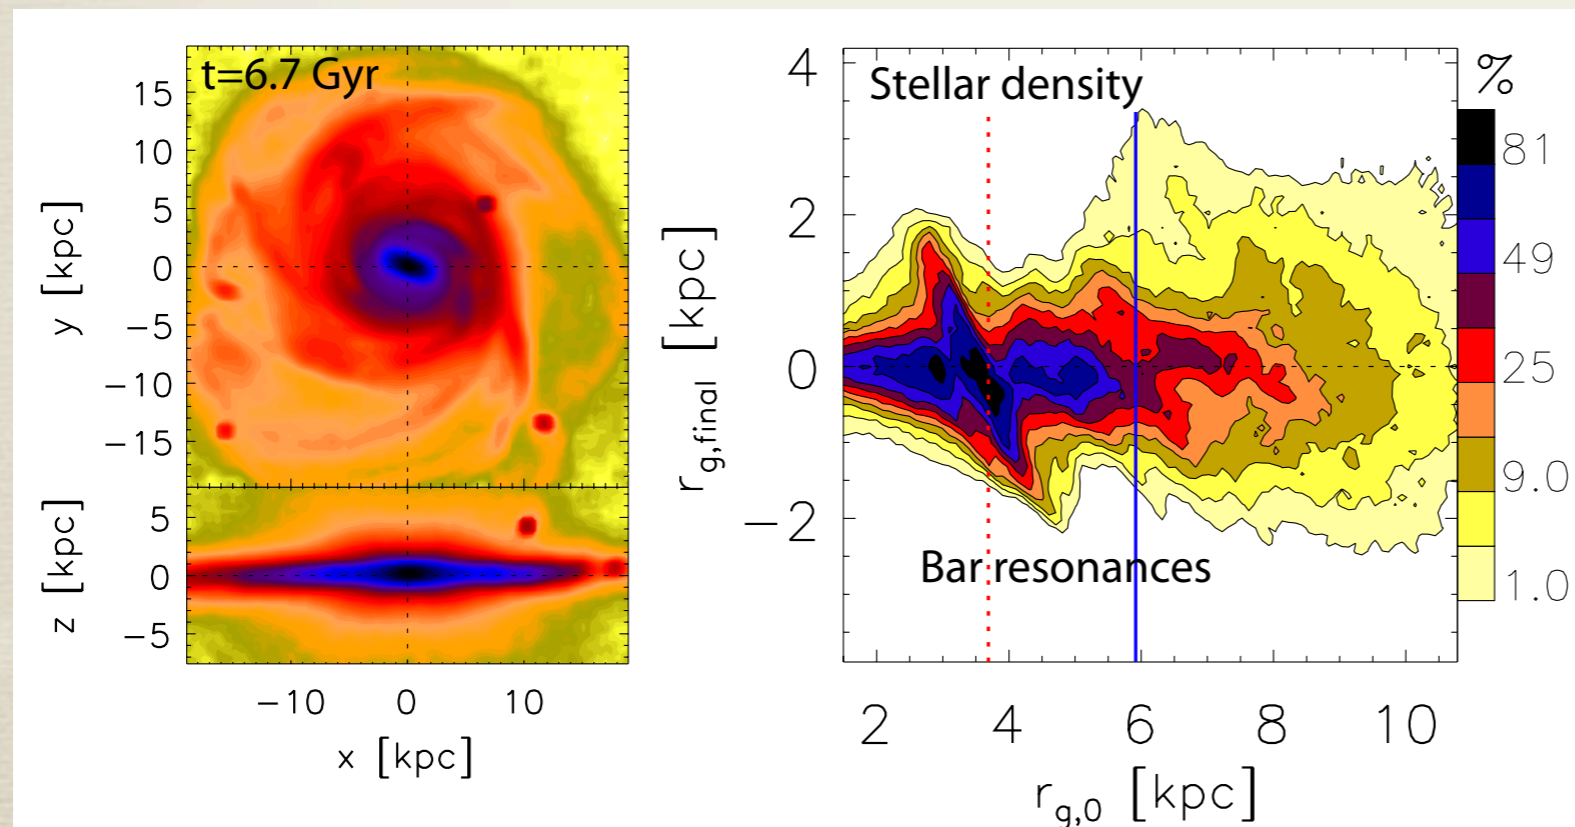 t=6.7 Gyr
15
10
5
0
−5
−10
−15
y [kpc]
5
0
−5
z [kpc]
−10 0 10
x [kpc]
Stellar density
4
2
0
−2
r_g,final [kpc]
Bar resonances
2 4 6 8 10
r_g,0 [kpc]
%
81
49
25
9.0
1.0